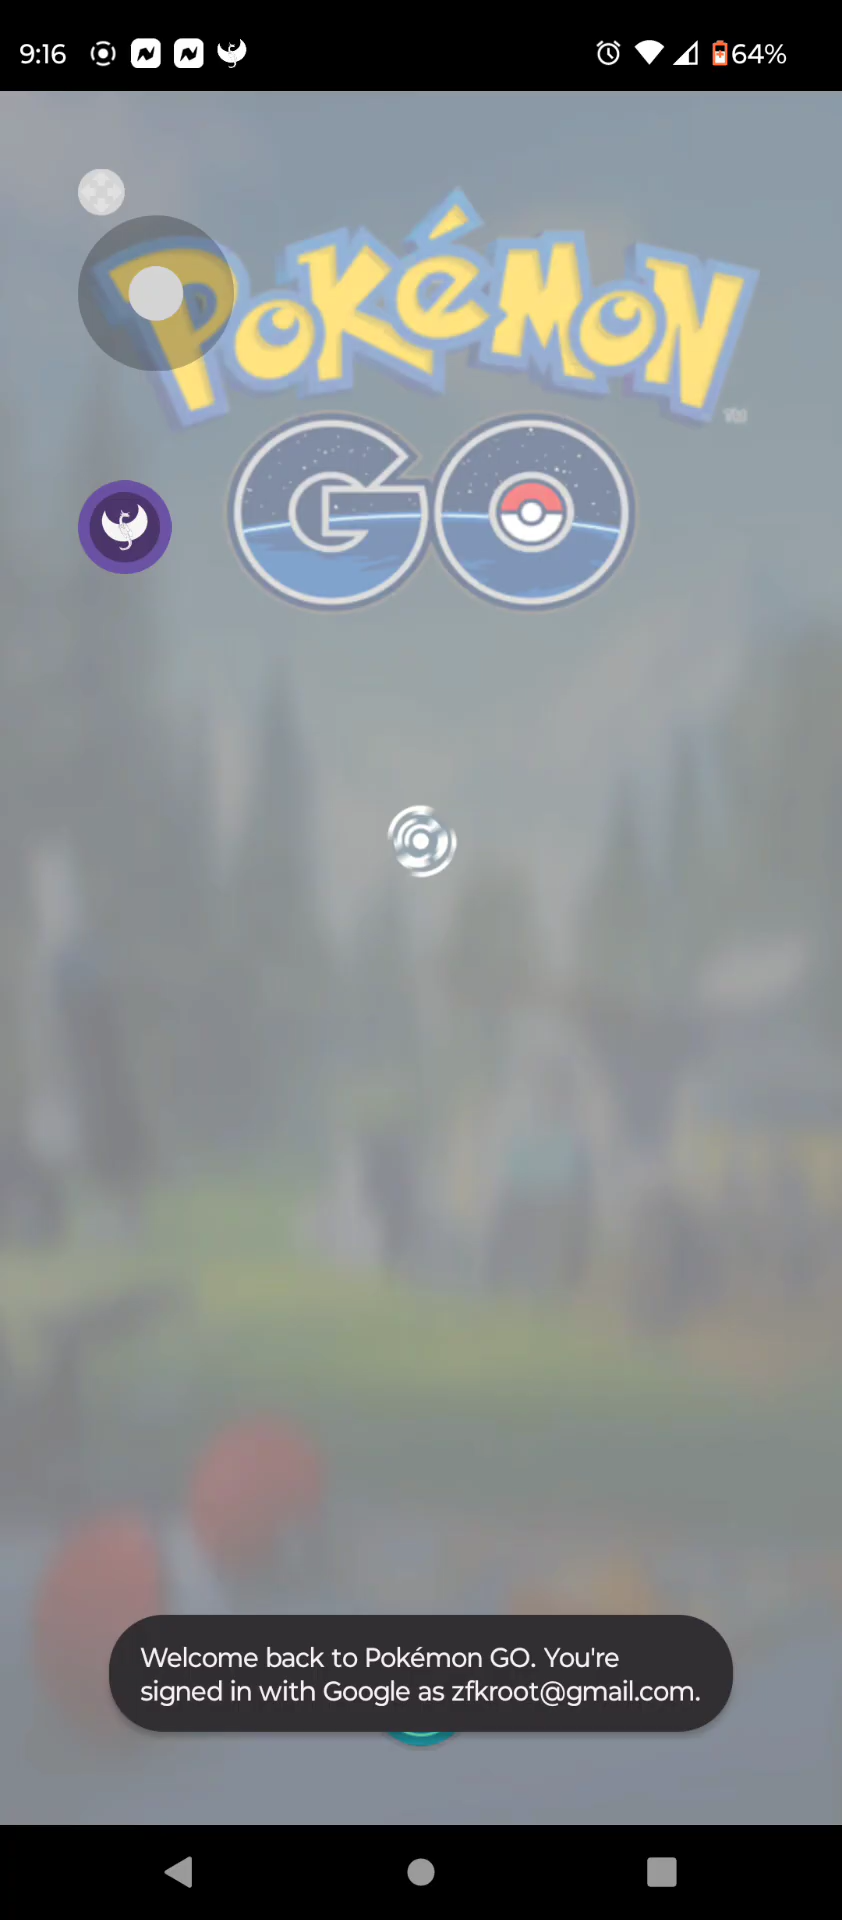 9:16
64%
POKéMON
TM
GO
Welcome back to Pokémon GO. You're
signed in with Google as zfkroot@gmail.com.